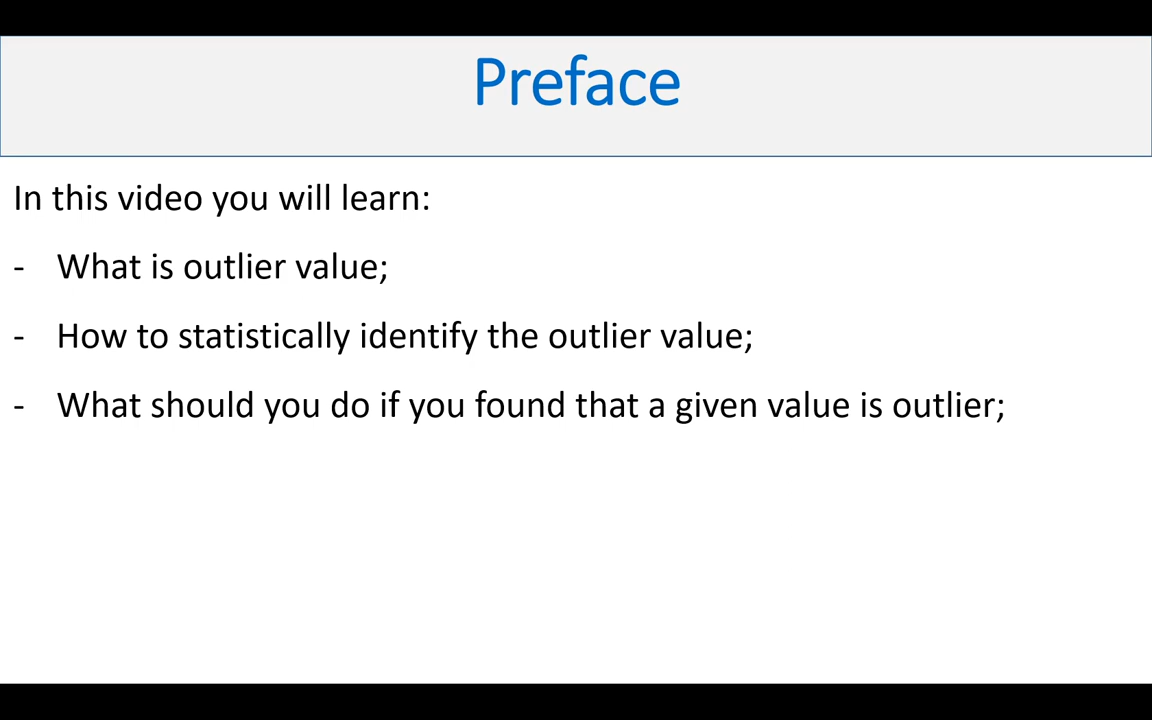 Preface
In this video you will learn:
- What is outlier value;
- How to statistically identify the outlier value;
- What should you do if you found that a given value is outlier;